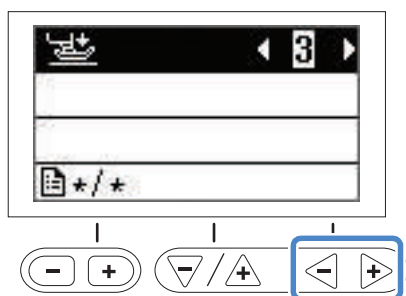 3
*/*
- +
- / +
- +